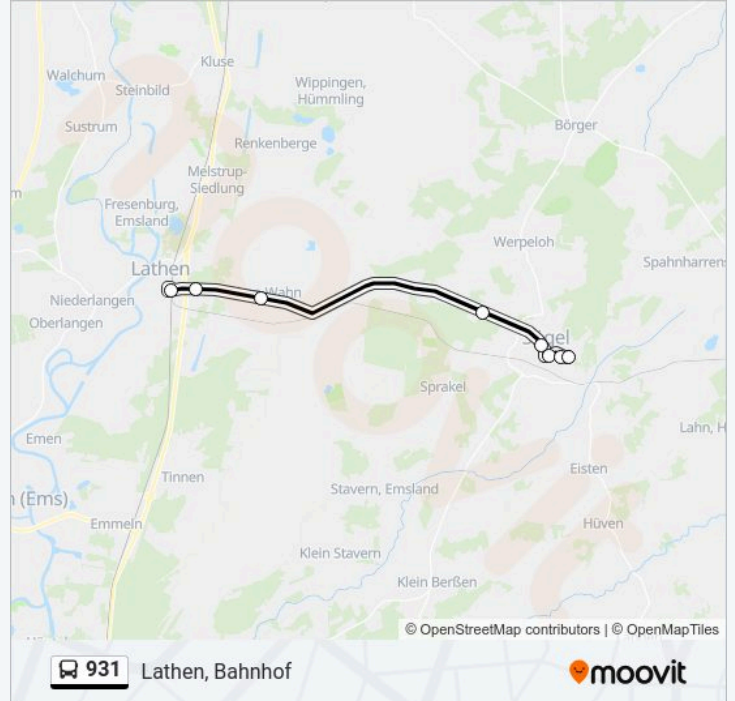 Kluse
Walchum
Steinbild
Wippingen,
Hümmling
Sustrum
Börger
Renkenberge
Melstrup-
Siedlung
Fresenburg,
Emsland
Werpeloh
Lathen
Spahnharren
Wahn
Niederlangen
Oberlangen
Sprakel
Lahn, H
Emen
Eisten
Tinnen
Stavern, Emsland
n (Ems)
Emmeln
Hüven
Klein Stavern
Klein Berßen
© OpenStreetMap contributors | © OpenMapTiles
931 Lathen, Bahnhof
moovit